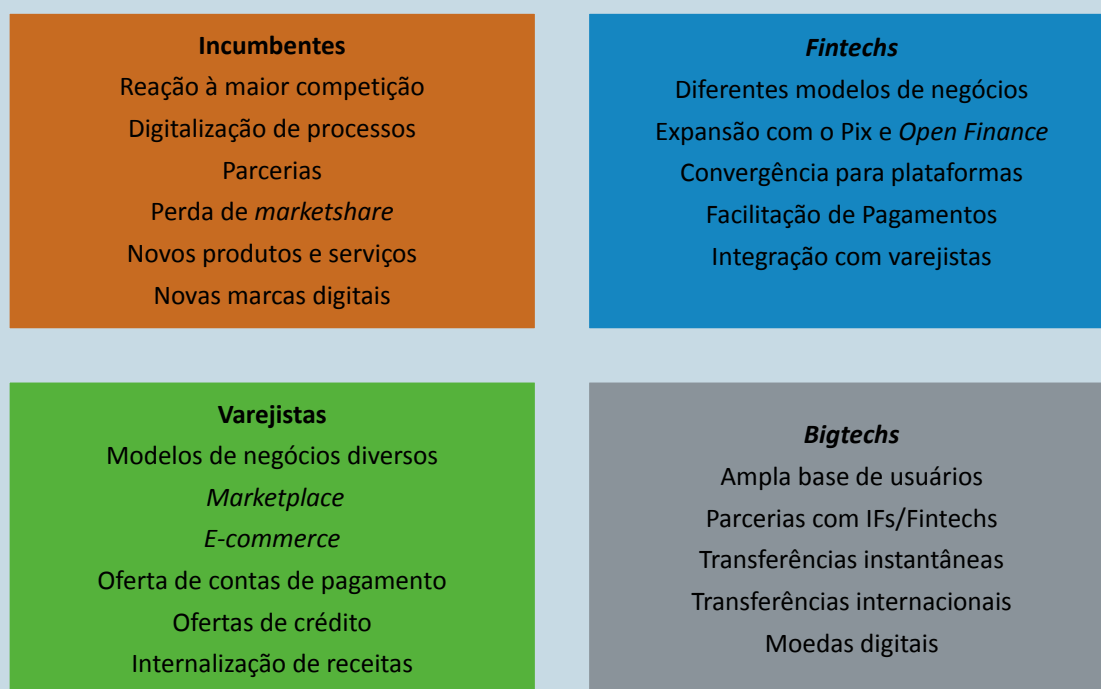 Incumbentes
Reação à maior competição
Digitalização de processos
Parcerias
Perda de marketshare
Novos produtos e serviços
Novas marcas digitais
Fintechs
Diferentes modelos de negócios
Expansão com o Pix e Open Finance
Convergência para plataformas
Facilitação de Pagamentos
Integração com varejistas
Varejistas
Modelos de negócios diversos
Marketplace
E-commerce
Oferta de contas de pagamento
Ofertas de crédito
Internalização de receitas
Bigtechs
Ampla base de usuários
Parcerias com IFs/Fintechs
Transferências instantâneas
Transferências internacionais
Moedas digitais